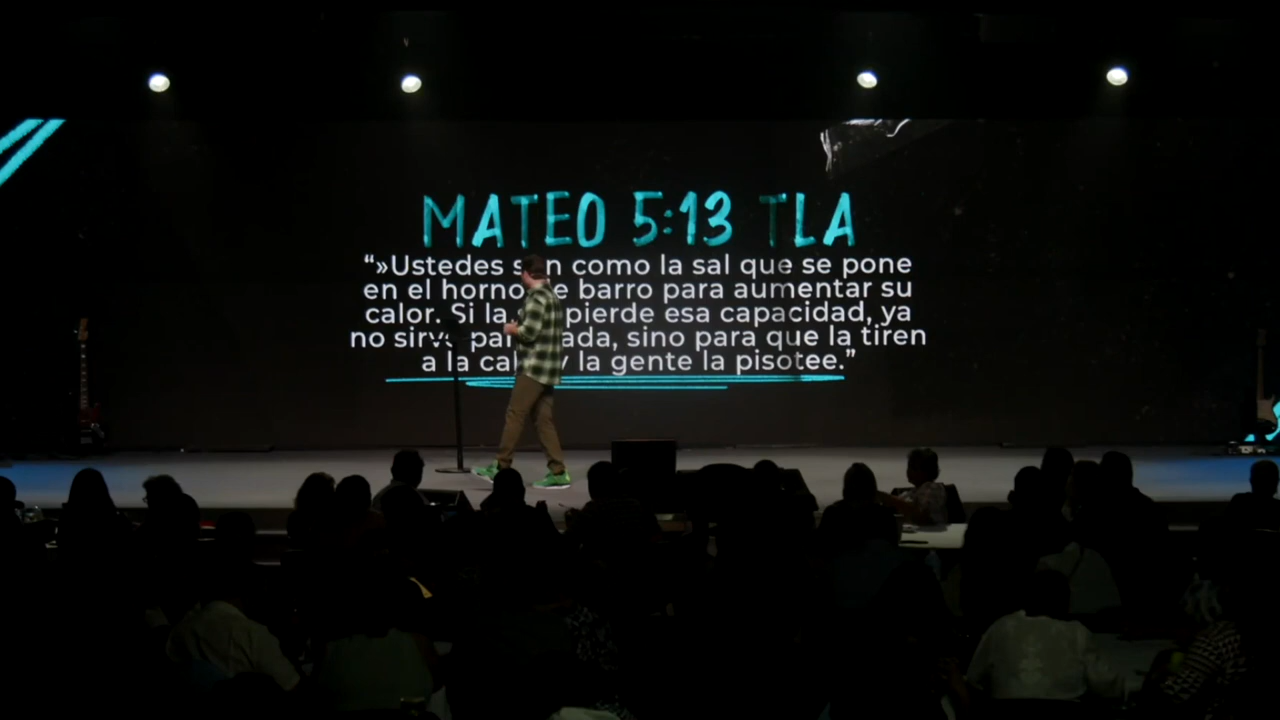 MATEO 5:13 TLA
“»Ustedes n como la sal que se pone
en el horno e barro para aumentar su
calor. Si la pierde esa capacidad, ya
no sirve ada, sino para que la tiren
a la cal y la gente la pisotee.”